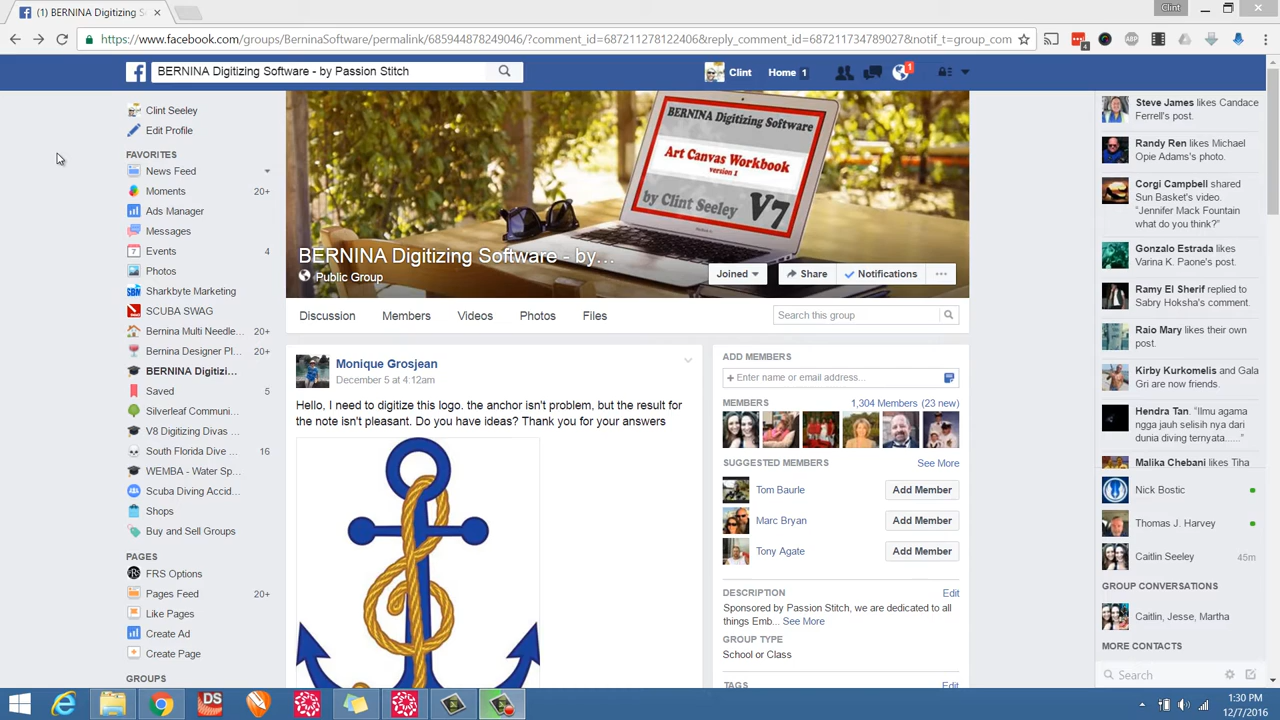 (1) BERNINA Digitizing So
Clint
https://www.facebook.com/groups/BerninaSoftware/permalink/685944878249046/?comment_id=687211278122406&reply_comment_id=687211734789027&notif_t=group_com
4
ABP
BERNINA Digitizing Software - by Passion Stitch
Clint
Home 1
1
Clint Seeley
Edit Profile
FAVORITES
News Feed
Moments 20+
Ads Manager
Messages
Events 4
Photos
Sharkbyte Marketing
SCUBA SWAG
Bernina Multi Needle... 20+
Bernina Designer Pl... 20+
BERNINA Digitizi...
Saved
Silverleaf Communi...
V8 Digitizing Divas ...
South Florida Dive ... 16
WEMBA - Water Sp...
Scuba Diving Accid...
Shops
Buy and Sell Groups
PAGES
FRS Options
Pages Feed 20+
Like Pages
Create Ad
Create Page
GROUPS
BERNINA Digitizing Software
Art Canvas Workbook
version 1
by Clint Seeley V7
BERNINA Digitizing Software - by...
Public Group
Joined
Share
Notifications
Discussion
Members
Videos
Photos
Files
Search this group
Monique Grosjean
December 5 at 4:12am
Hello, I need to digitize this logo. the anchor isn't problem, but the result for
the note isn't pleasant. Do you have ideas? Thank you for your answers
ADD MEMBERS
+ Enter name or email address...
MEMBERS 1,304 Members (23 new)
SUGGESTED MEMBERS See More
Tom Baurle Add Member
Marc Bryan Add Member
Tony Agate Add Member
DESCRIPTION Edit
Sponsored by Passion Stitch, we are dedicated to all
things Emb... See More
GROUP TYPE
School or Class
TAGS Edit
Steve James likes Candace
Ferrell's post.
Randy Ren likes Michael
Opie Adams's photo.
Corgi Campbell shared
Sun Basket's video.
"Jennifer Mack Fountain
what do you think?"
Gonzalo Estrada likes
Varina K. Paone's post.
Ramy El Sherif replied to
Sabry Hoksha's comment.
Raio Mary likes their own
post.
Kirby Kurkomelis and Gala
Gri are now friends.
Hendra Tan. "Ilmu agama
ngga jauh selisih nya dari
dunia diving ternyata..."
Malika Chebani likes Tiha
Nick Bostic
Thomas J. Harvey
Caitlin Seeley 45m
GROUP CONVERSATIONS
Caitlin, Jesse, Martha
MORE CONTACTS
Search
DS
1:30 PM
12/7/2016